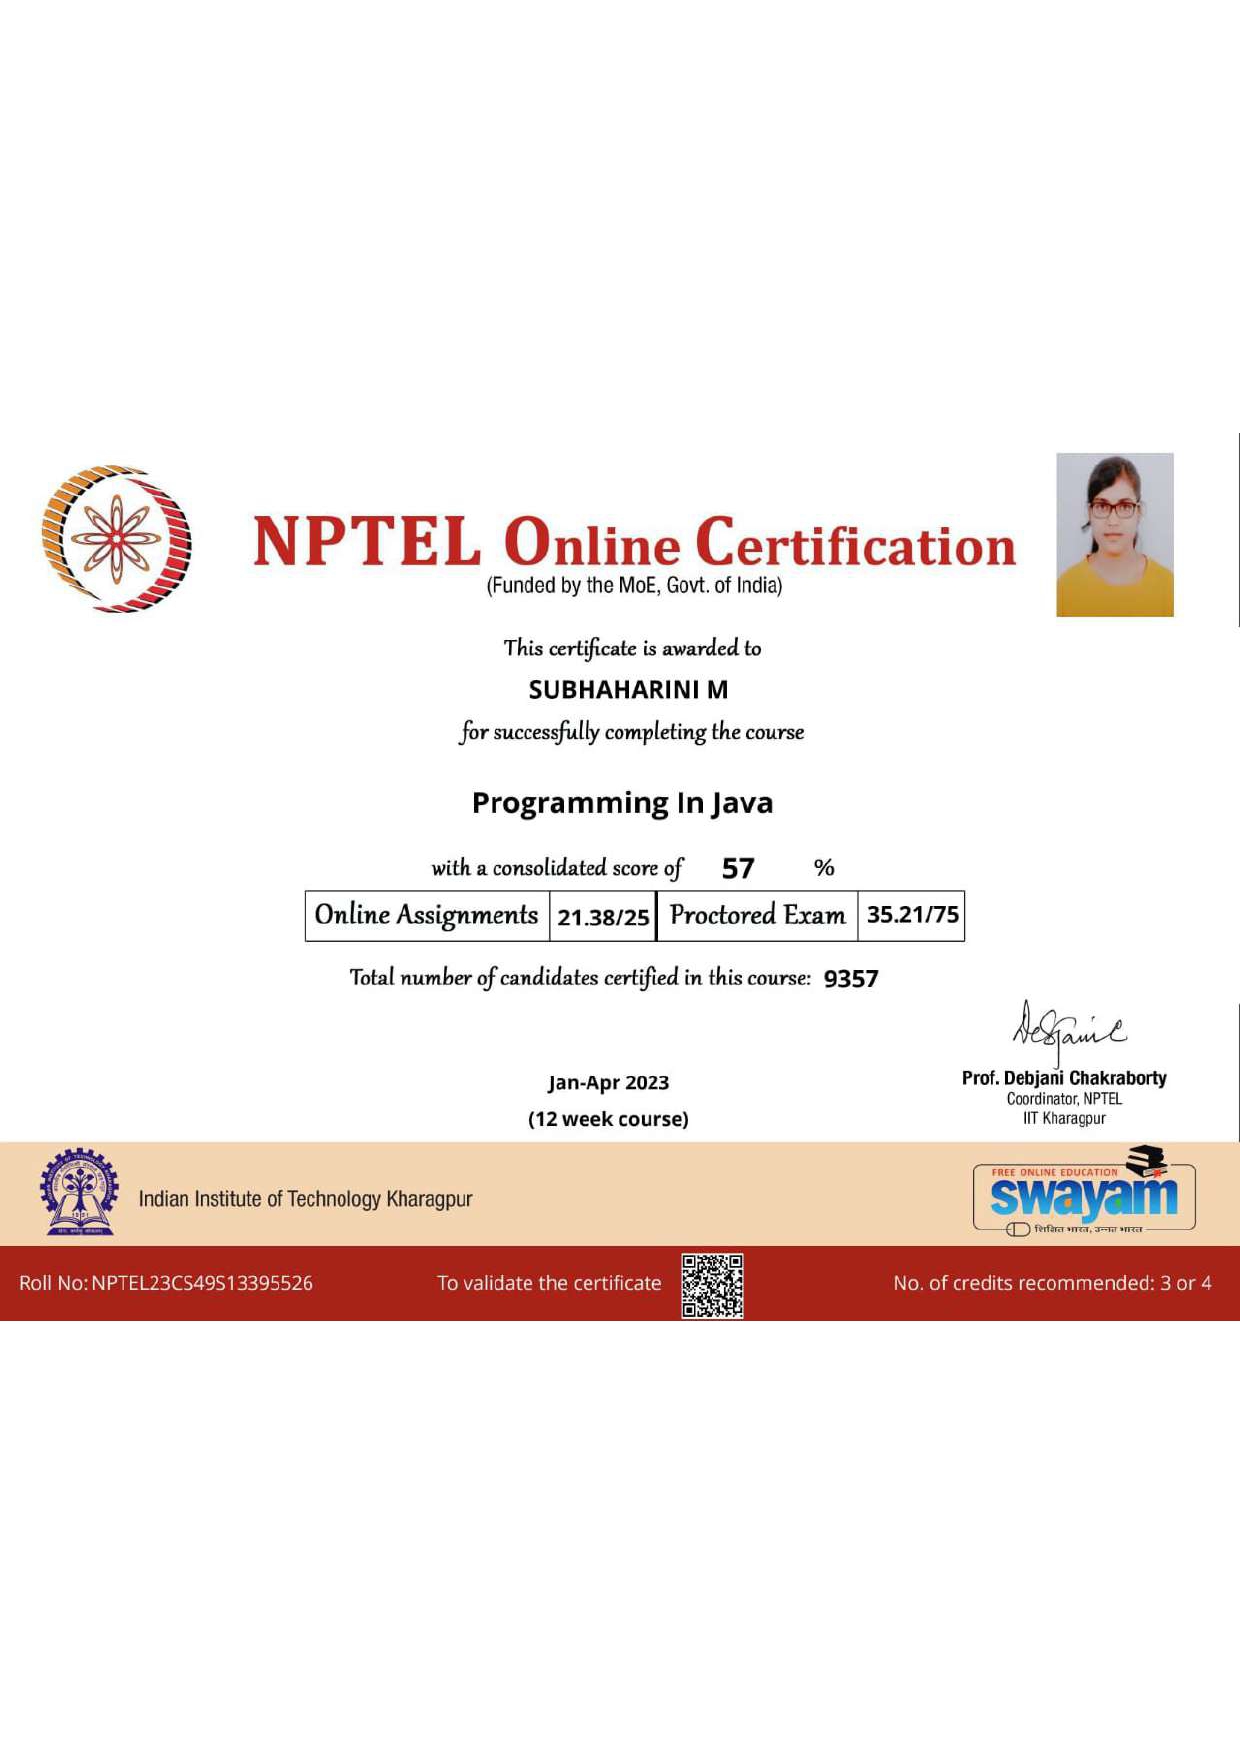 NPTEL Online Certification
(Funded by the MoE, Govt. of India)
This certificate is awarded to
SUBHAHARINI M
for successfully completing the course
Programming In Java
with a consolidated score of 57 %
Online Assignments 21.38/25 Proctored Exam 35.21/75
Total number of candidates certified in this course: 9357
Jan-Apr 2023
(12 week course)
Prof. Debjani Chakraborty
Coordinator, NPTEL
IIT Kharagpur
Indian Institute of Technology Kharagpur
FREE ONLINE EDUCATION
swayam
शिक्षित भारत, उन्नत भारत
Roll No: NPTEL23CS49S13395526
To validate the certificate
No. of credits recommended: 3 or 4